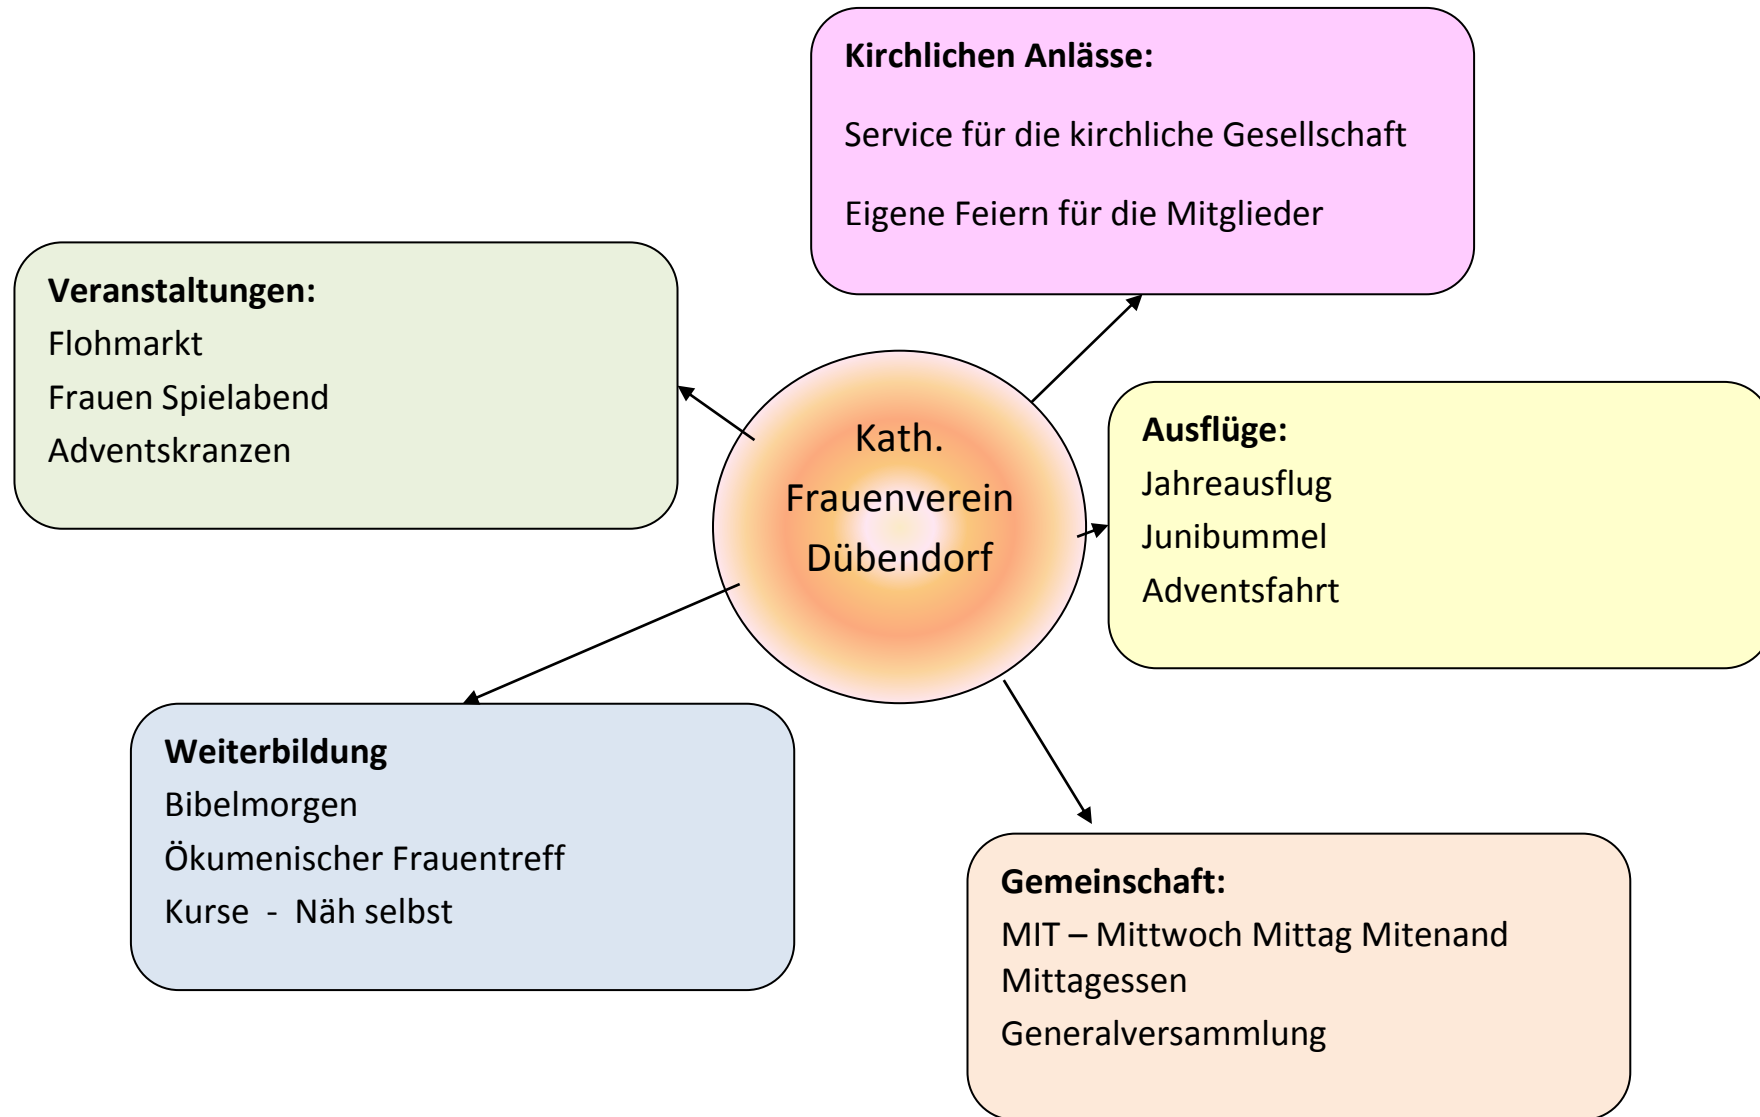 Kirchlichen Anlässe:
Service für die kirchliche Gesellschaft
Eigene Feiern für die Mitglieder
Veranstaltungen:
Flohmarkt
Frauen Spielabend
Adventskranzen
Kath.
Frauenverein
Dübendorf
Ausflüge:
Jahreausflug
Junibummel
Adventsfahrt
Weiterbildung
Bibelmorgen
Ökumenischer Frauentreff
Kurse - Näh selbst
Gemeinschaft:
MIT – Mittwoch Mittag Mitenand
Mittagessen
Generalversammlung